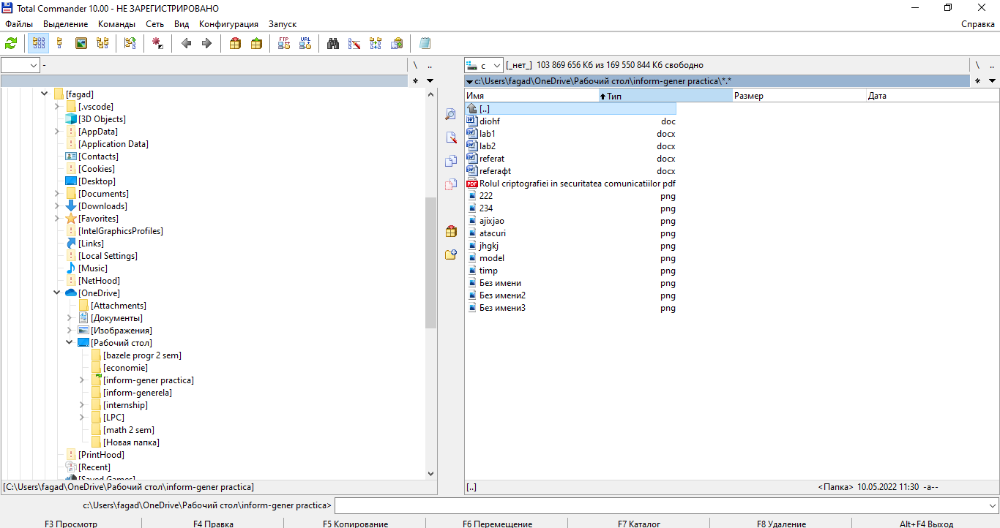 Total Commander 10.00 - НЕ ЗАРЕГИСТРИРОВАНО
Файлы Выделение Команды Сеть Вид Конфигурация Запуск Справка
FTP URL
- \ ..
c [_нет_] 103 869 656 Кб из 169 550 844 Кб свободно \ ..
* c:\Users\fagad\OneDrive\Рабочий стол\inform-gener practica\*.* *
[fagad]
[.vscode]
[3D Objects]
[AppData]
[Application Data]
[Contacts]
[Cookies]
[Desktop]
[Documents]
[Downloads]
[Favorites]
[IntelGraphicsProfiles]
[Links]
[Local Settings]
[Music]
[NetHood]
[OneDrive]
[Attachments]
[Документы]
[Изображения]
[Рабочий стол]
[bazele progr 2 sem]
[economie]
[inform-gener practica]
[inform-generela]
[internship]
[LPC]
[math 2 sem]
[Новая папка]
[PrintHood]
[Recent]
[Saved Games]
[C:\Users\fagad\OneDrive\Рабочий стол\inform-gener practica]
Имя Тип Размер Дата
[..]
diohf doc
lab1 docx
lab2 docx
referat docx
referaфt docx
PDF Rolul criptografiei in securitatea comunicatiilor pdf
222 png
234 png
ajixjao png
atacuri png
jhgkj png
model png
timp png
Без имени png
Без имени2 png
Без имени3 png
[..] <Папка> 10.05.2022 11:30 -a--
c:\Users\fagad\OneDrive\Рабочий стол\inform-gener practica>
F3 Просмотр F4 Правка F5 Копирование F6 Перемещение F7 Каталог F8 Удаление Alt+F4 Выход